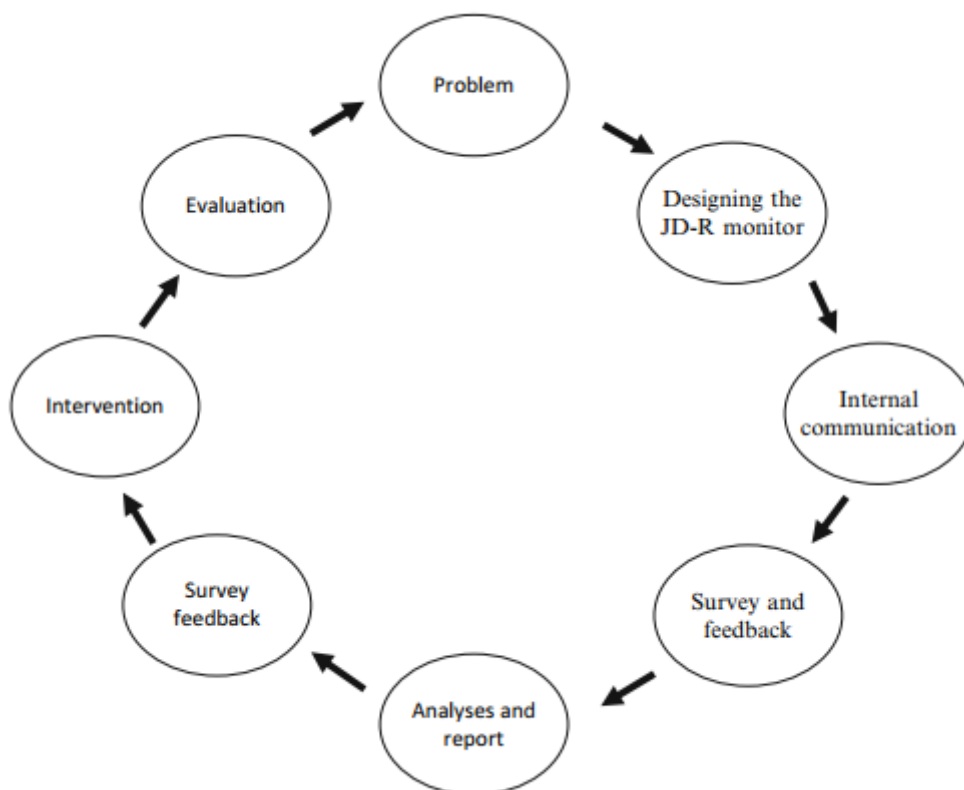 Problem
Designing the
JD-R monitor
Internal
communication
Survey and
feedback
Analyses and
report
Survey
feedback
Intervention
Evaluation